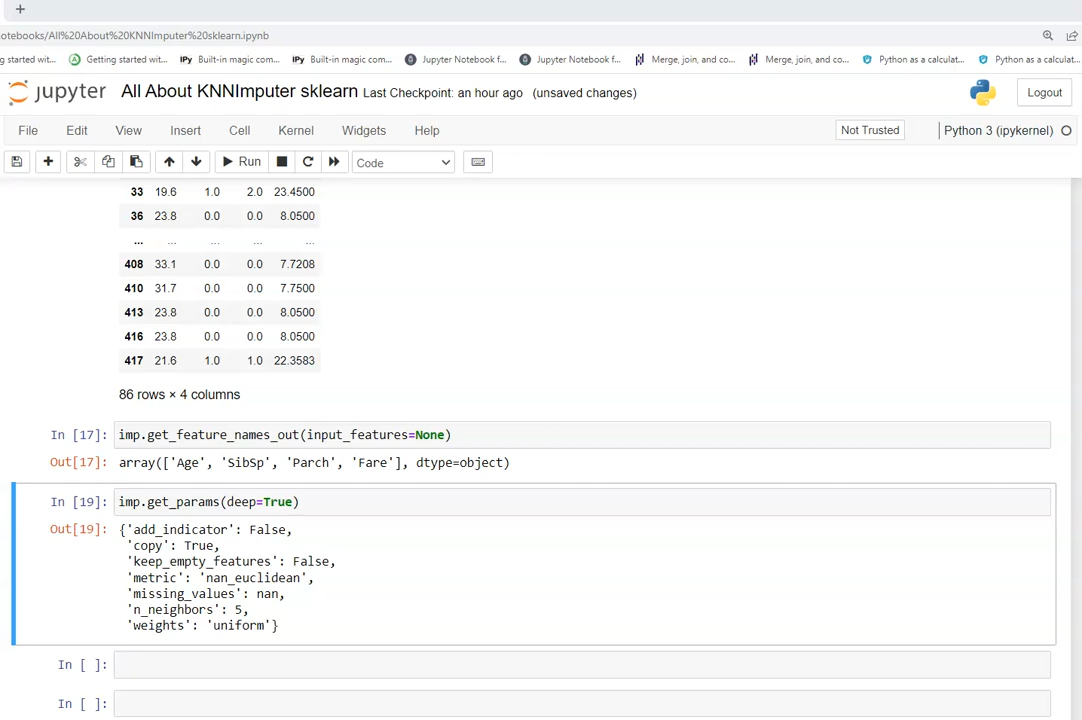 +
otebooks/All%20About%20KNNImputer%20sklearn.ipynb
g started wit... Getting started wit... IPy Built-in magic com... IPy Built-in magic com... Jupyter Notebook f... Jupyter Notebook f... Merge, join, and co... Merge, join, and co... Python as a calculat... Python as a calculat...
jupyter All About KNNImputer sklearn Last Checkpoint: an hour ago (unsaved changes) Logout
File Edit View Insert Cell Kernel Widgets Help Not Trusted Python 3 (ipykernel)
Run Code
33 19.6 1.0 2.0 23.4500
36 23.8 0.0 0.0 8.0500
... ... ... ... ...
408 33.1 0.0 0.0 7.7208
410 31.7 0.0 0.0 7.7500
413 23.8 0.0 0.0 8.0500
416 23.8 0.0 0.0 8.0500
417 21.6 1.0 1.0 22.3583
86 rows × 4 columns
In [17]: imp.get_feature_names_out(input_features=None)
Out[17]: array(['Age', 'SibSp', 'Parch', 'Fare'], dtype=object)
In [19]: imp.get_params(deep=True)
Out[19]: {'add_indicator': False,
'copy': True,
'keep_empty_features': False,
'metric': 'nan_euclidean',
'missing_values': nan,
'n_neighbors': 5,
'weights': 'uniform'}
In [ ]:
In [ ]: